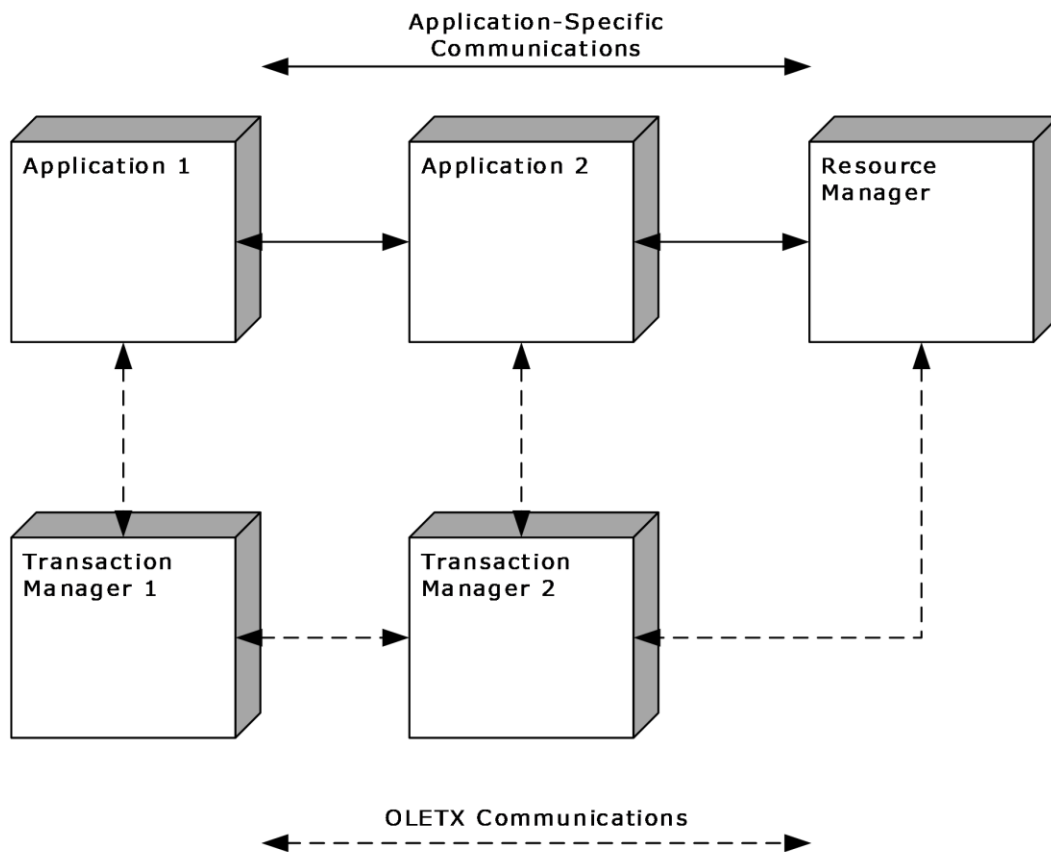 Application-Specific
Communications
Application 1
Application 2
Resource
Manager
Transaction
Manager 1
Transaction
Manager 2
OLETX Communications